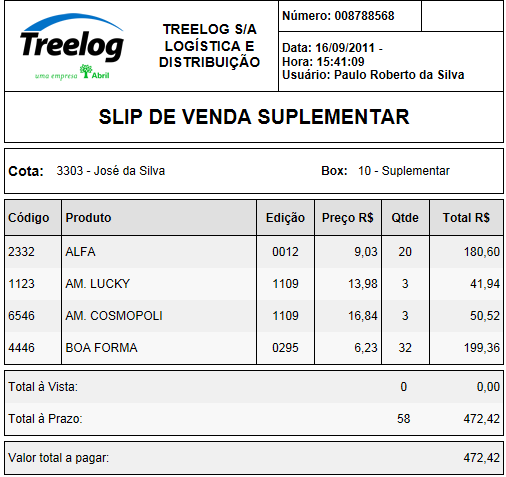 Treelog
uma empresa Abril
TREELOG S/A
LOGÍSTICA E
DISTRIBUIÇÃO
Número: 008788568
Data: 16/09/2011 -
Hora: 15:41:09
Usuário: Paulo Roberto da Silva
SLIP DE VENDA SUPLEMENTAR
Cota: 3303 - José da Silva Box: 10 - Suplementar
Código Produto Edição Preço R$ Qtde Total R$
2332 ALFA 0012 9,03 20 180,60
1123 AM. LUCKY 1109 13,98 3 41,94
6546 AM. COSMOPOLI 1109 16,84 3 50,52
4446 BOA FORMA 0295 6,23 32 199,36
Total à Vista: 0 0,00
Total à Prazo: 58 472,42
Valor total a pagar: 472,42